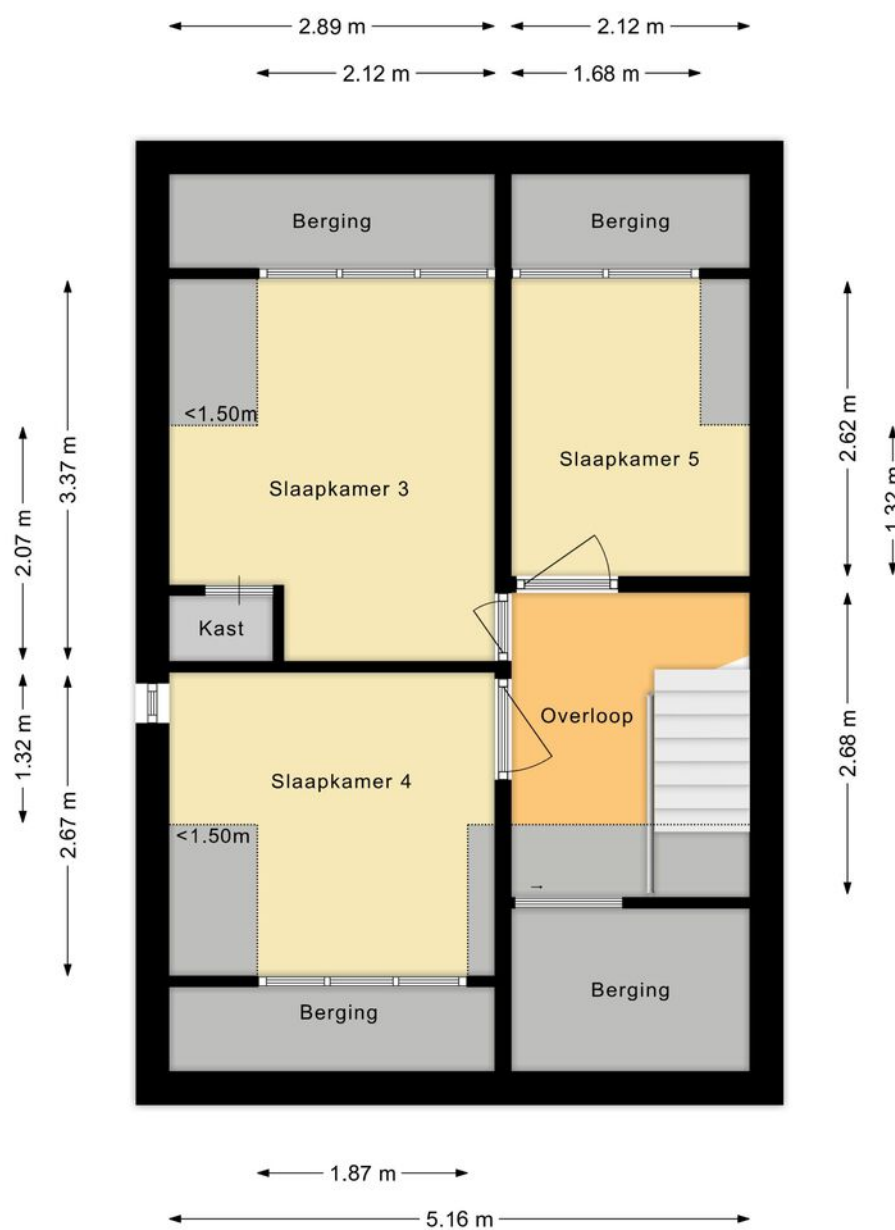 2.89 m
2.12 m
2.12 m
1.68 m
Berging
Berging
<1.50m
Slaapkamer 3
Slaapkamer 5
3.37 m
2.07 m
2.62 m
1.32 m
Kast
Overloop
Slaapkamer 4
<1.50m
1.32 m
2.67 m
2.68 m
Berging
Berging
1.87 m
5.16 m